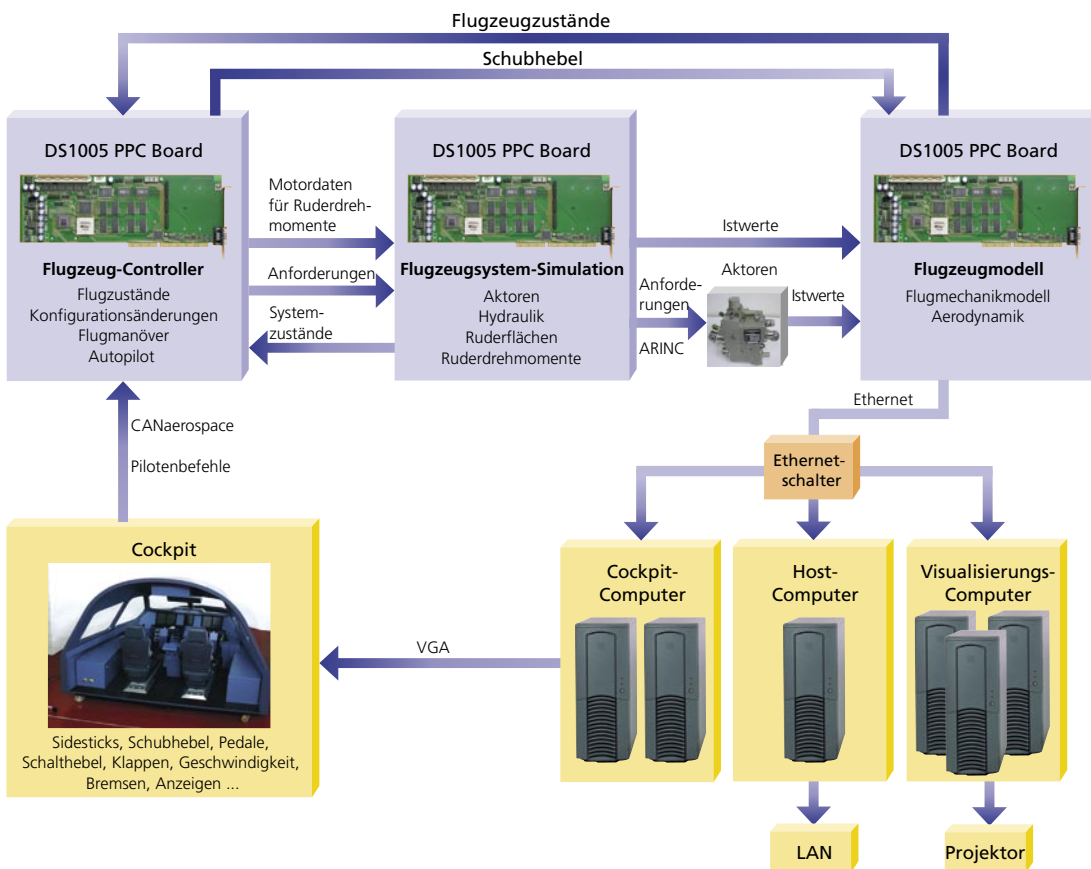 Flugzeugzustände
Schubhebel
DS1005 PPC Board
Flugzeug-Controller
Flugzustände
Konfigurationsänderungen
Flugmanöver
Autopilot
Motordaten
für Ruderdreh-
momente
Anforderungen
System-
zustände
DS1005 PPC Board
Flugzeugsystem-Simulation
Aktoren
Hydraulik
Ruderflächen
Ruderdrehmomente
Istwerte
Anforde-
rungen
ARINC
Aktoren
Istwerte
DS1005 PPC Board
Flugzeugmodell
Flugmechanikmodell
Aerodynamik
CANaerospace
Pilotenbefehle
Ethernet
Ethernet-
schalter
Cockpit
Sidesticks, Schubhebel, Pedale,
Schalthebel, Klappen, Geschwindigkeit,
Bremsen, Anzeigen ...
VGA
Cockpit-
Computer
Host-
Computer
Visualisierungs-
Computer
LAN
Projektor